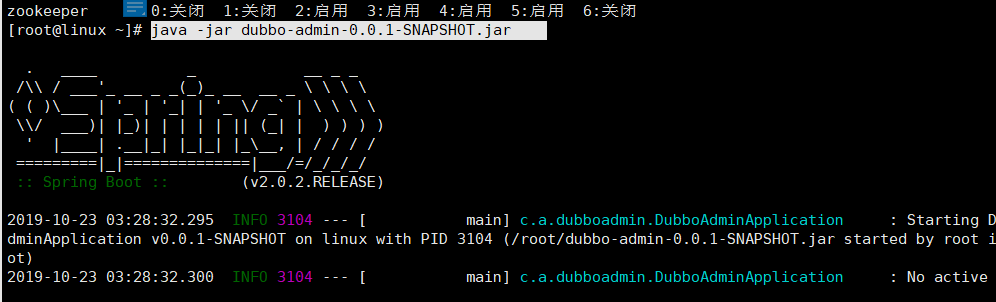 zookeeper 0:关闭 1:关闭 2:启用 3:启用 4:启用 5:启用 6:关闭
[root@linux ~]# java -jar dubbo-admin-0.0.1-SNAPSHOT.jar
  .   ____          _            __ _ _
 /\\ / ___'_ __ _ _(_)_ __  __ _ \ \ \ \
( ( )\___ | '_ | '_| | '_ \/ _` | \ \ \ \
 \\/  ___)| |_)| | | | | || (_| |  ) ) ) )
  '  |____| .__|_| |_|_| |_\__, | / / / /
 =========|_|==============|___/=/_/_/_/
 :: Spring Boot ::        (v2.0.2.RELEASE)
2019-10-23 03:28:32.295  INFO 3104 --- [           main] c.a.dubboadmin.DubboAdminApplication     : Starting D
dminApplication v0.0.1-SNAPSHOT on linux with PID 3104 (/root/dubbo-admin-0.0.1-SNAPSHOT.jar started by root i
ot)
2019-10-23 03:28:32.300  INFO 3104 --- [           main] c.a.dubboadmin.DubboAdminApplication     : No active